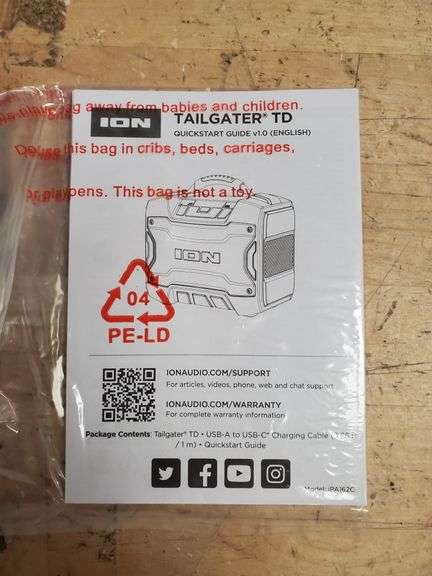 ION
TAILGATER® TD
QUICKSTART GUIDE v1.0 (ENGLISH)
away from babies and children.
this bag in cribs, beds, carriages,
or playpens. This bag is not a toy.
ION
04
PE-LD
IONAUDIO.COM/SUPPORT
For articles, videos, phone, web and chat support
IONAUDIO.COM/WARRANTY
For complete warranty information
Package Contents: Tailgater® TD • USB-A to USB-C® Charging Cable
/ 1 m) • Quickstart Guide
Model: iPA162C